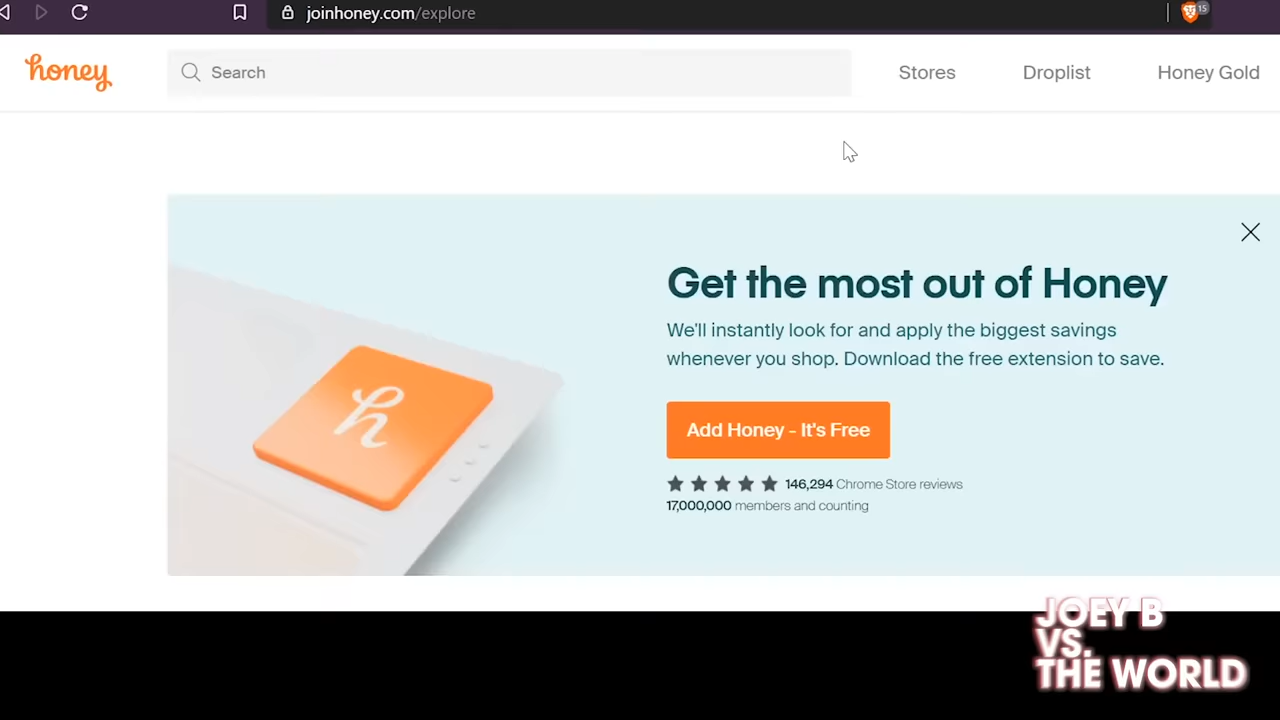 joinhoney.com/explore
15
honey
Search
Stores
Droplist
Honey Gold
Get the most out of Honey
We'll instantly look for and apply the biggest savings
whenever you shop. Download the free extension to save.
h
Add Honey - It's Free
146,294 Chrome Store reviews
17,000,000 members and counting
JOEY B
VS.
THE WORLD